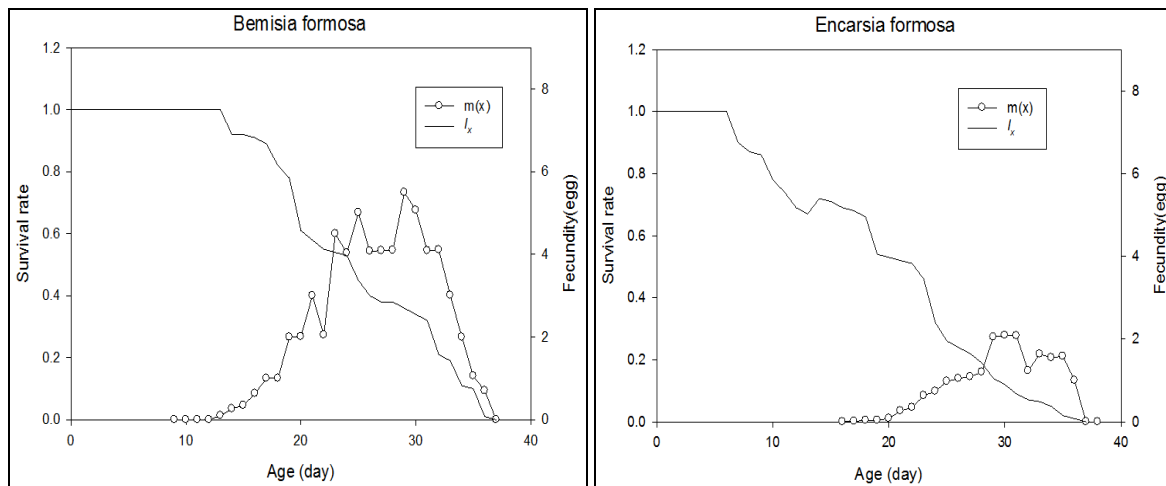 Bemisia formosa
1.2
1.0
0.8
0.6
0.4
0.2
0.0
Survival rate
8
6
4
2
0
Fecundity(egg)
m(x)
lx
0
10
20
30
40
Age (day)
Encarsia formosa
1.2
1.0
0.8
0.6
0.4
0.2
0.0
Survival rate
8
6
4
2
0
Fecundity(egg)
m(x)
lx
0
10
20
30
40
Age (day)